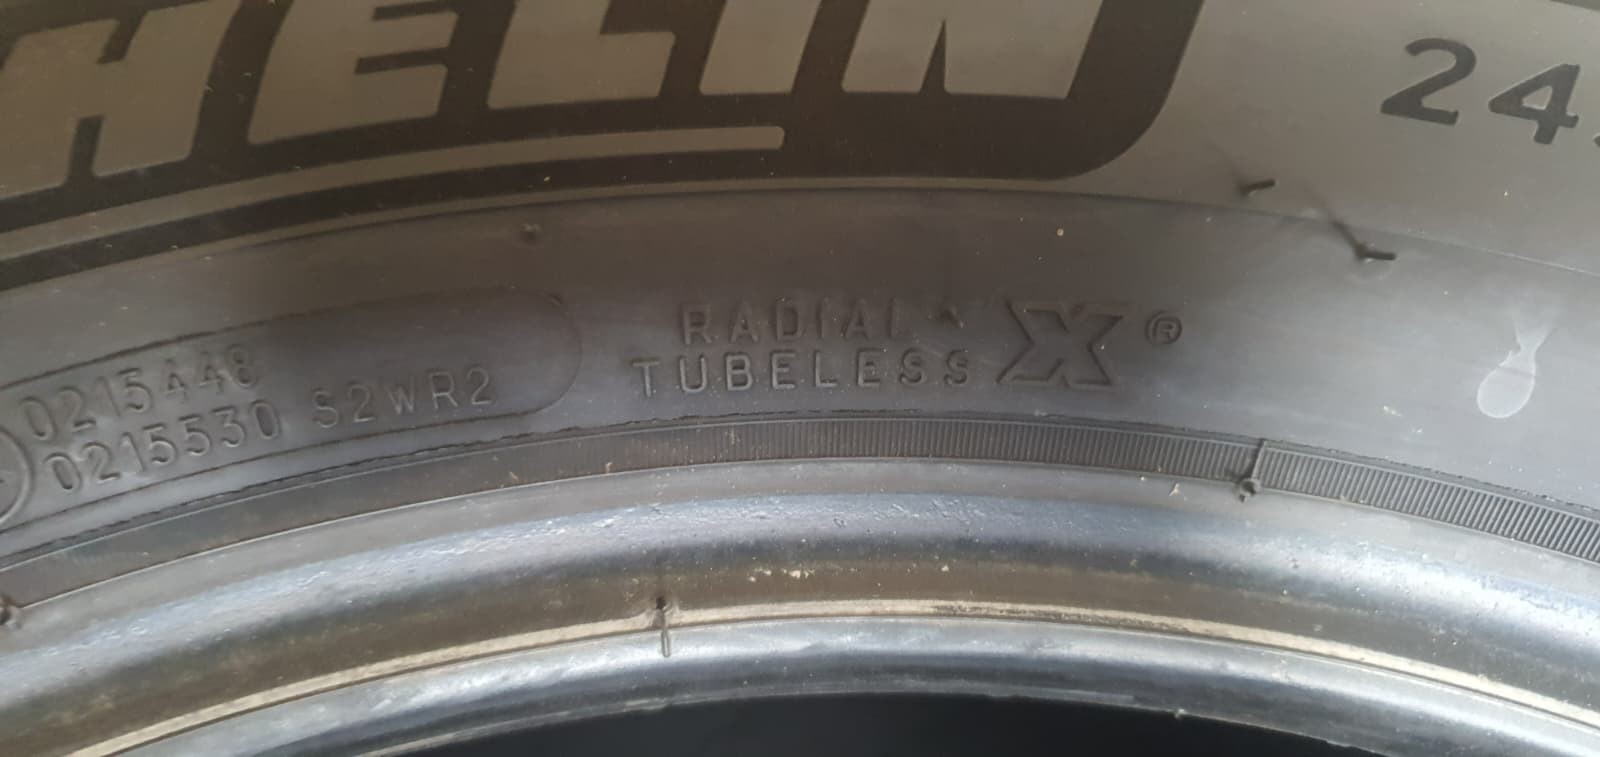 HELIN
24
RADIAL X®
TUBELESS
0215448
0215530 S2WR2